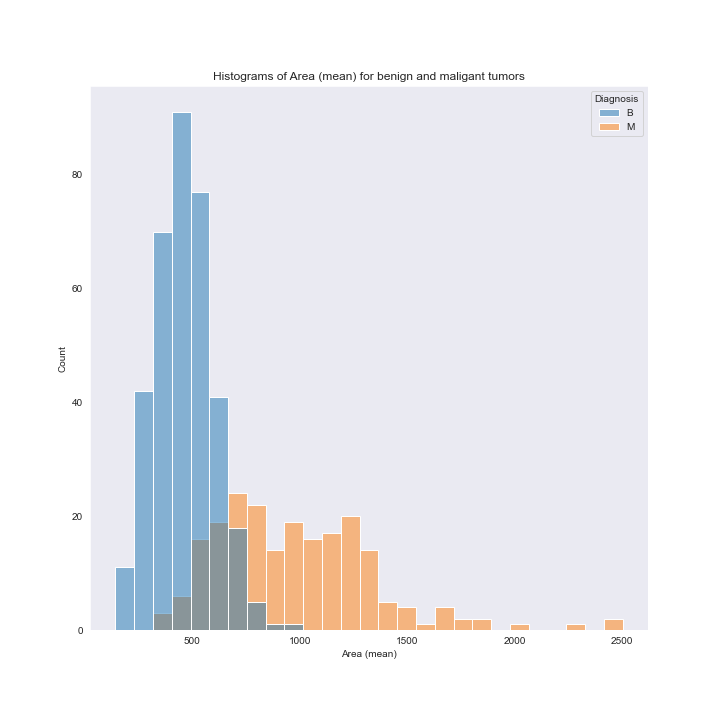 Histograms of Area (mean) for benign and maligant tumors
Diagnosis
B
M
80
60
40
20
0
Count
500
1000
1500
2000
2500
Area (mean)